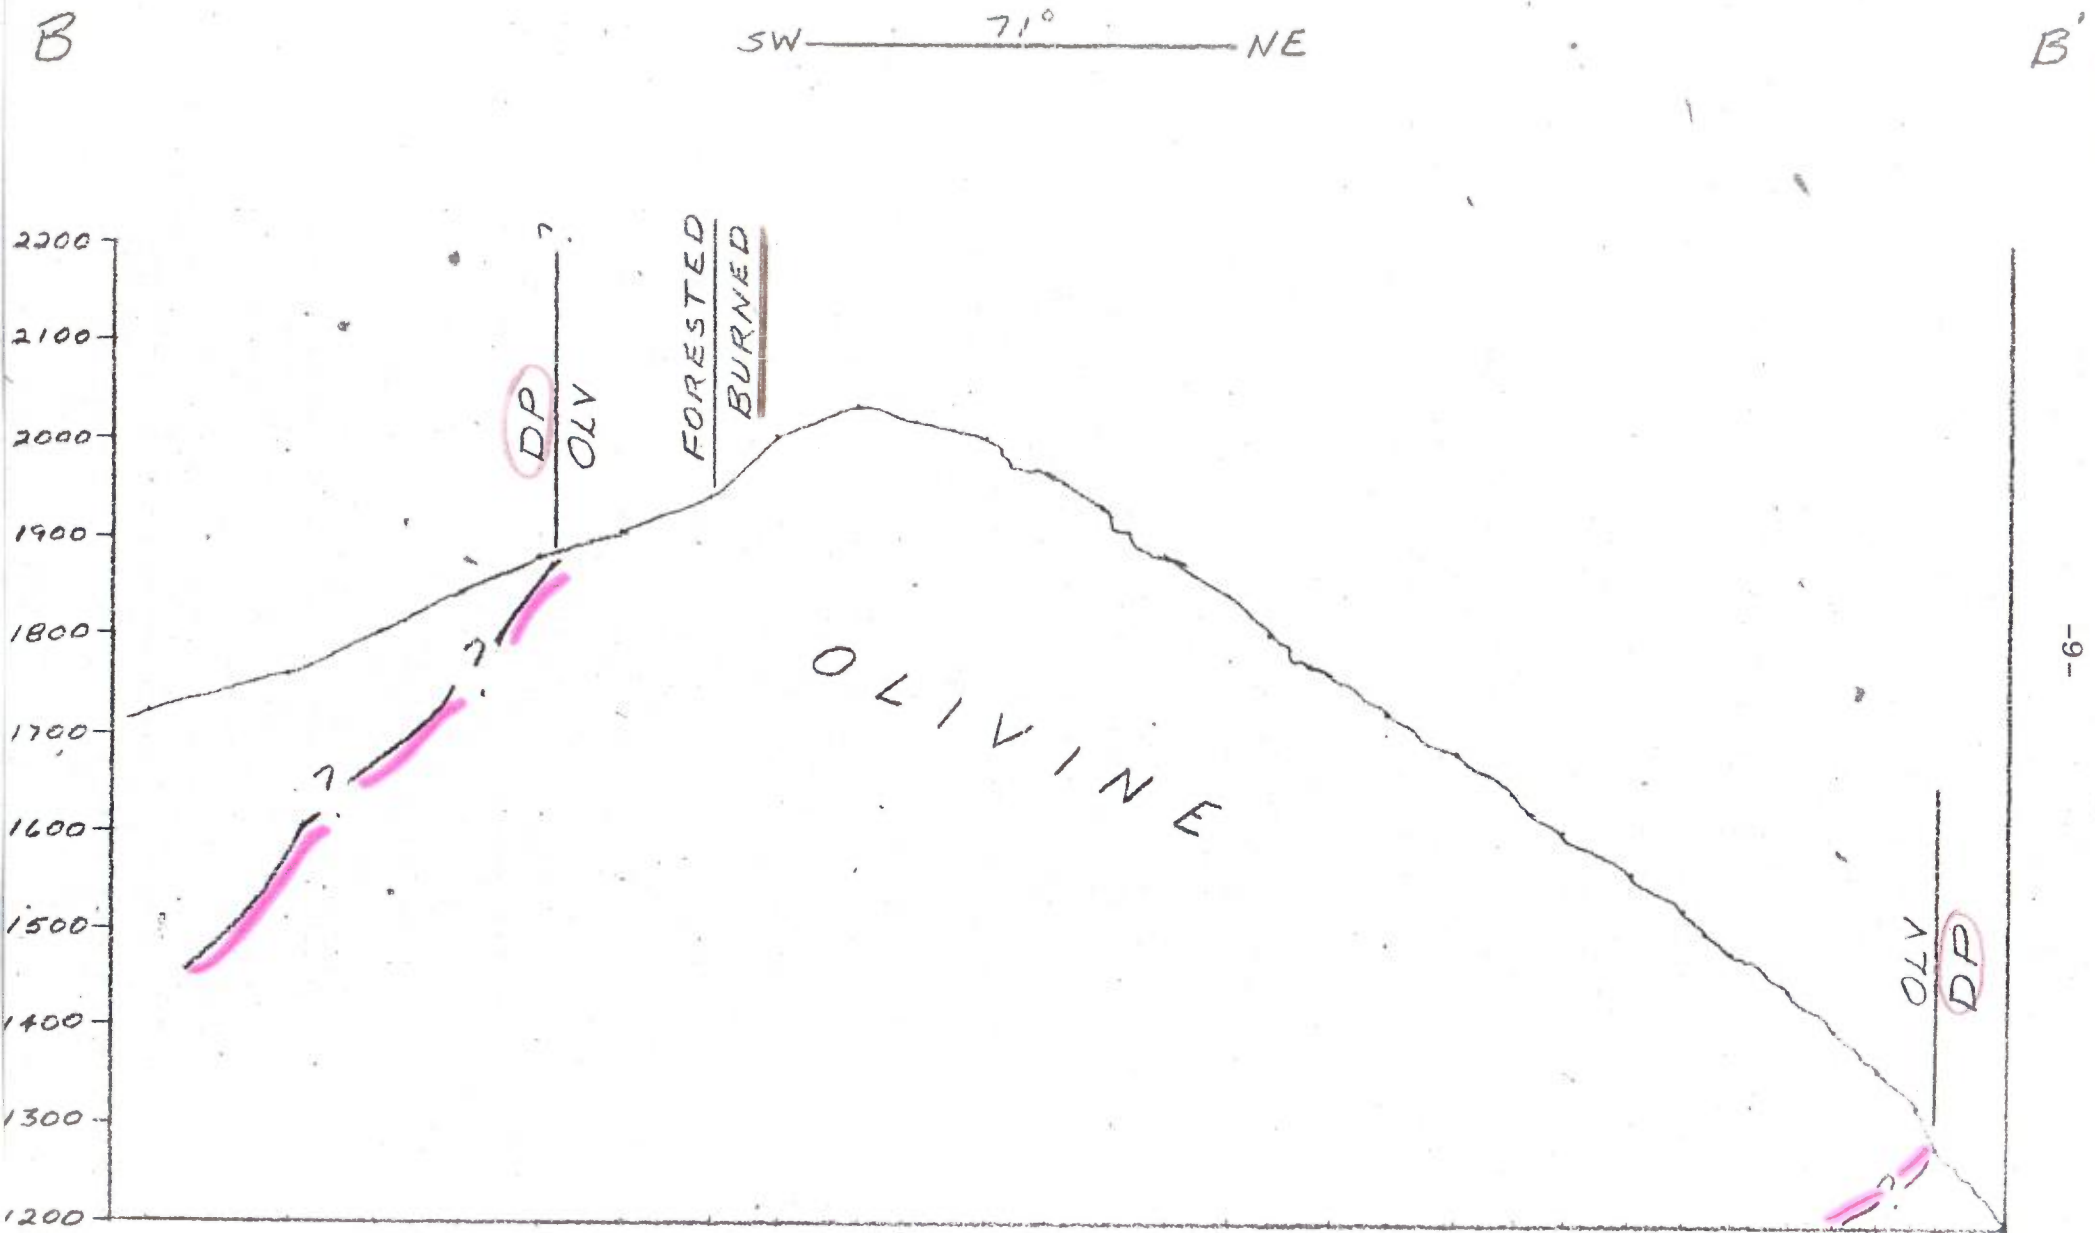 B
71°
SW NE
B'
2200
2100
2000
1900
1800
1700
1600
1500
1400
1300
1200
?
DP
OLV
FORESTED
BURNED
?
?
OLIVINE
OLV
DP
?
-6-